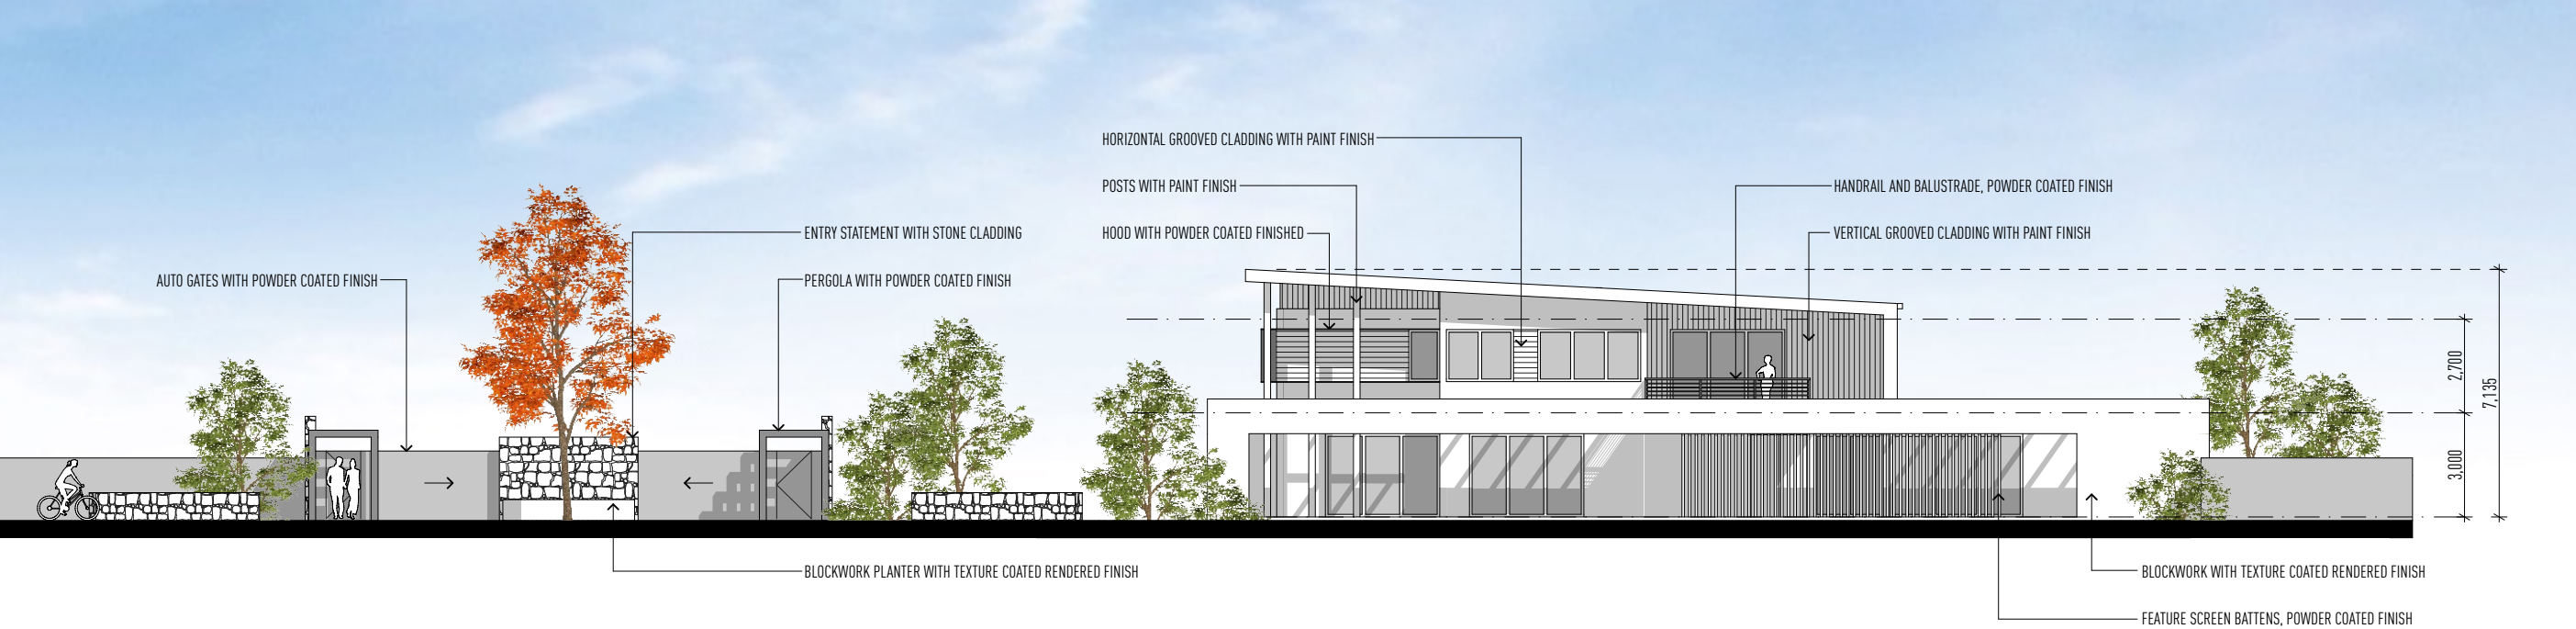 HORIZONTAL GROOVED CLADDING WITH PAINT FINISH
POSTS WITH PAINT FINISH
HANDRAIL AND BALUSTRADE, POWDER COATED FINISH
ENTRY STATEMENT WITH STONE CLADDING
HOOD WITH POWDER COATED FINISHED
VERTICAL GROOVED CLADDING WITH PAINT FINISH
AUTO GATES WITH POWDER COATED FINISH
PERGOLA WITH POWDER COATED FINISH
2,700
7,135
3,000
BLOCKWORK PLANTER WITH TEXTURE COATED RENDERED FINISH
BLOCKWORK WITH TEXTURE COATED RENDERED FINISH
FEATURE SCREEN BATTENS, POWDER COATED FINISH